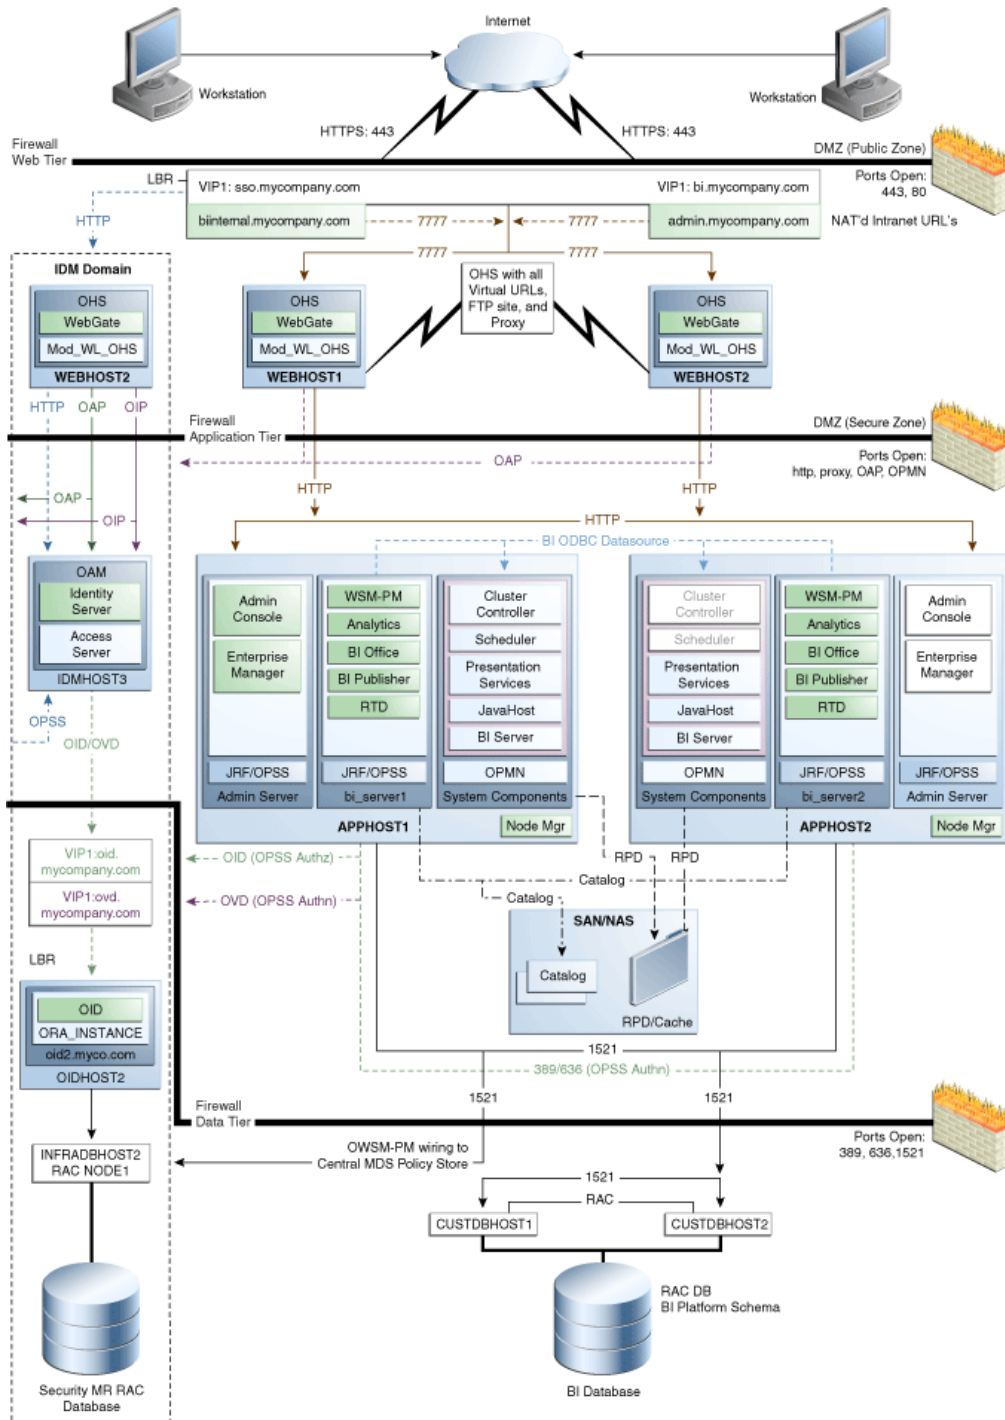 Internet
Workstation
Workstation
HTTPS: 443
HTTPS: 443
Firewall
Web Tier
DMZ (Public Zone)
Ports Open:
443, 80
LBR
VIP1: sso.mycompany.com
VIP1: bi.mycompany.com
HTTP
biinternal.mycompany.com
7777
7777
admin.mycompany.com
NAT'd Intranet URL's
7777
7777
IDM Domain
OHS
WebGate
Mod_WL_OHS
WEBHOST2
OHS
WebGate
Mod_WL_OHS
WEBHOST1
OHS with all
Virtual URLs,
FTP site, and
Proxy
OHS
WebGate
Mod_WL_OHS
WEBHOST2
HTTP
OAP
OIP
Firewall
Application Tier
DMZ (Secure Zone)
Ports Open:
http, proxy, OAP, OPMN
OAP
HTTP
HTTP
OAP
OIP
HTTP
BI ODBC Datasource
OAM
Identity
Server
Access
Server
IDMHOST3
OPSS
OID/OVD
Admin
Console
Enterprise
Manager
JRF/OPSS
Admin Server
WSM-PM
Analytics
BI Office
BI Publisher
RTD
JRF/OPSS
bi_server1
Cluster
Controller
Scheduler
Presentation
Services
JavaHost
BI Server
OPMN
System Components
APPHOST1
Node Mgr
Cluster
Controller
Scheduler
Presentation
Services
JavaHost
BI Server
OPMN
System Components
WSM-PM
Analytics
BI Office
BI Publisher
RTD
JRF/OPSS
bi_server2
Admin
Console
Enterprise
Manager
JRF/OPSS
Admin Server
APPHOST2
Node Mgr
VIP1:oid.
mycompany.com
VIP1:ovd.
mycompany.com
OID (OPSS Authz)
OVD (OPSS Authn)
RPD
RPD
Catalog
Catalog
SAN/NAS
Catalog
RPD/Cache
LBR
OID
ORA_INSTANCE
oid2.myco.com
OIDHOST2
1521
389/636 (OPSS Authn)
1521
1521
Firewall
Data Tier
Ports Open:
389, 636,1521
INFRADBHOST2
RAC NODE1
OWSM-PM wiring to
Central MDS Policy Store
1521
RAC
CUSTDBHOST1
CUSTDBHOST2
RAC DB
BI Platform Schema
Security MR RAC
Database
BI Database